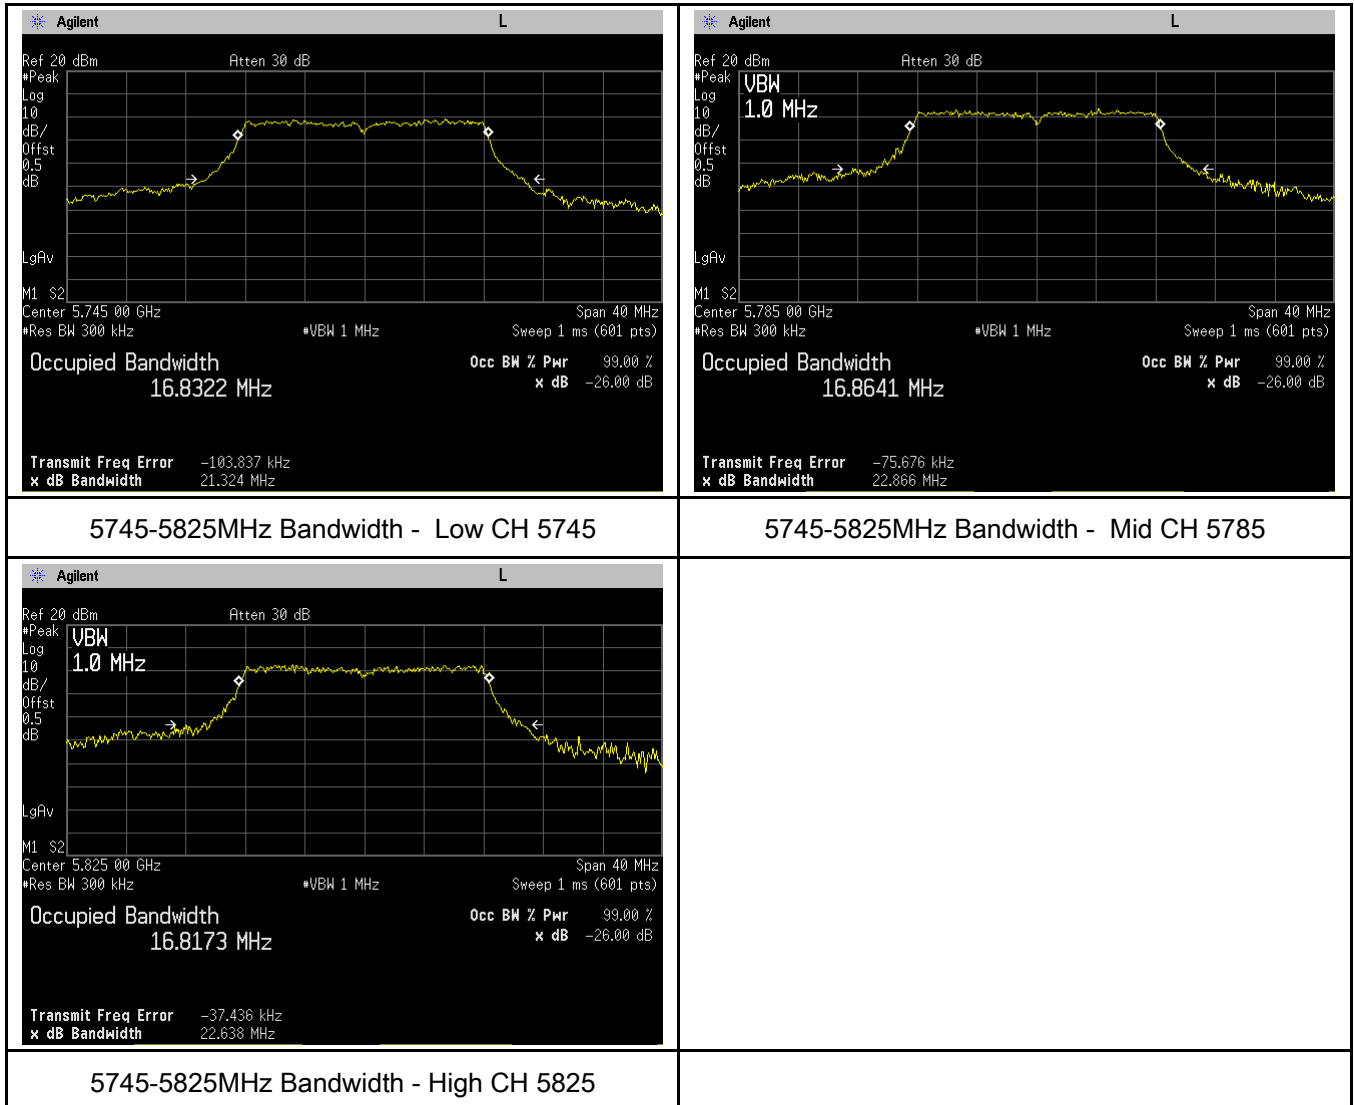 Agilent L
Ref 20 dBm Atten 30 dB
#Peak
Log
10
dB/
Offst
0.5
dB
LgAv
M1 S2
Center 5.745 00 GHz Span 40 MHz
#Res BW 300 kHz #VBW 1 MHz Sweep 1 ms (601 pts)
Occupied Bandwidth Occ BW % Pwr 99.00 %
16.8322 MHz x dB -26.00 dB
Transmit Freq Error -103.837 kHz
x dB Bandwidth 21.324 MHz
5745-5825MHz Bandwidth - Low CH 5745
Agilent L
Ref 20 dBm Atten 30 dB
#Peak
Log
10
dB/
Offst
0.5
dB
VBW
1.0 MHz
LgAv
M1 S2
Center 5.785 00 GHz Span 40 MHz
#Res BW 300 kHz #VBW 1 MHz Sweep 1 ms (601 pts)
Occupied Bandwidth Occ BW % Pwr 99.00 %
16.8641 MHz x dB -26.00 dB
Transmit Freq Error -75.676 kHz
x dB Bandwidth 22.866 MHz
5745-5825MHz Bandwidth - Mid CH 5785
Agilent L
Ref 20 dBm Atten 30 dB
#Peak
Log
10
dB/
Offst
0.5
dB
VBW
1.0 MHz
LgAv
M1 S2
Center 5.825 00 GHz Span 40 MHz
#Res BW 300 kHz #VBW 1 MHz Sweep 1 ms (601 pts)
Occupied Bandwidth Occ BW % Pwr 99.00 %
16.8173 MHz x dB -26.00 dB
Transmit Freq Error -37.436 kHz
x dB Bandwidth 22.638 MHz
5745-5825MHz Bandwidth - High CH 5825